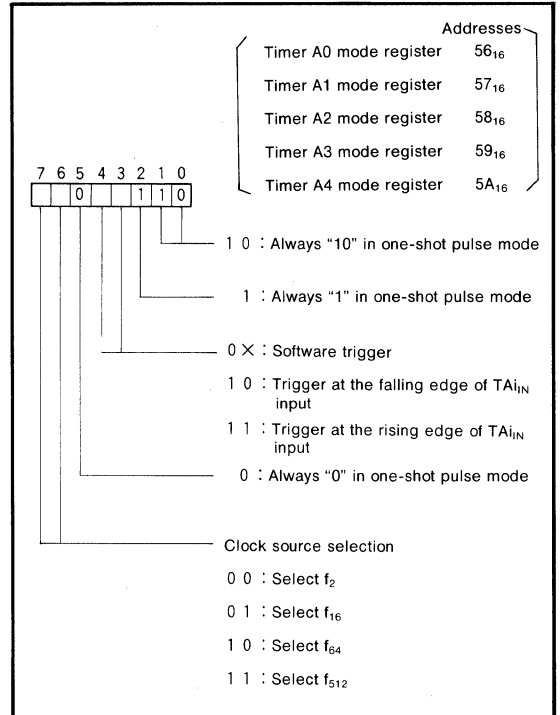 Addresses
Timer A0 mode register 56₁₆
Timer A1 mode register 57₁₆
Timer A2 mode register 58₁₆
Timer A3 mode register 59₁₆
Timer A4 mode register 5A₁₆
7 6 5 4 3 2 1 0
0 1 1 0
1 0 : Always “10” in one-shot pulse mode
1 : Always “1” in one-shot pulse mode
0 × : Software trigger
1 0 : Trigger at the falling edge of TAi_IN
input
1 1 : Trigger at the rising edge of TAi_IN
input
0 : Always “0” in one-shot pulse mode
Clock source selection
0 0 : Select f₂
0 1 : Select f₁₆
1 0 : Select f₆₄
1 1 : Select f₅₁₂